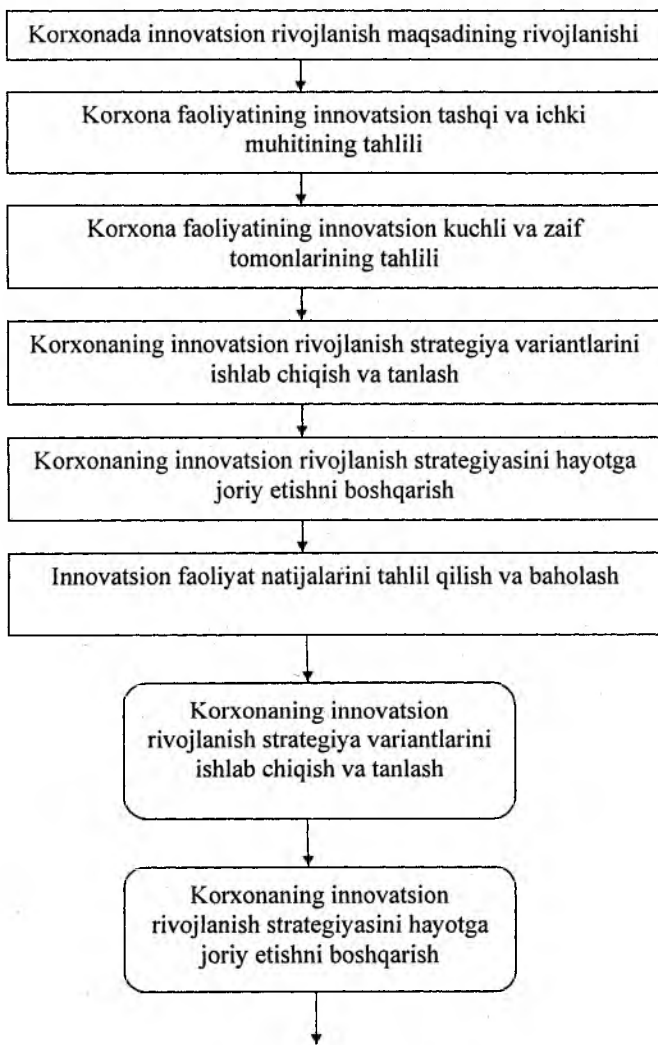 Korxonada innovatsion rivojlanish maqsadining rivojlanishi
Korxona faoliyatining innovatsion tashqi va ichki
muhitining tahlili
Korxona faoliyatining innovatsion kuchli va zaif
tomonlarining tahlili
Korxonaning innovatsion rivojlanish strategiya variantlarini
ishlab chiqish va tanlash
Korxonaning innovatsion rivojlanish strategiyasini hayotga
joriy etishni boshqarish
Innovatsion faoliyat natijalarini tahlil qilish va baholash
Korxonaning innovatsion
rivojlanish strategiya variantlarini
ishlab chiqish va tanlash
Korxonaning innovatsion
rivojlanish strategiyasini hayotga
joriy etishni boshqarish